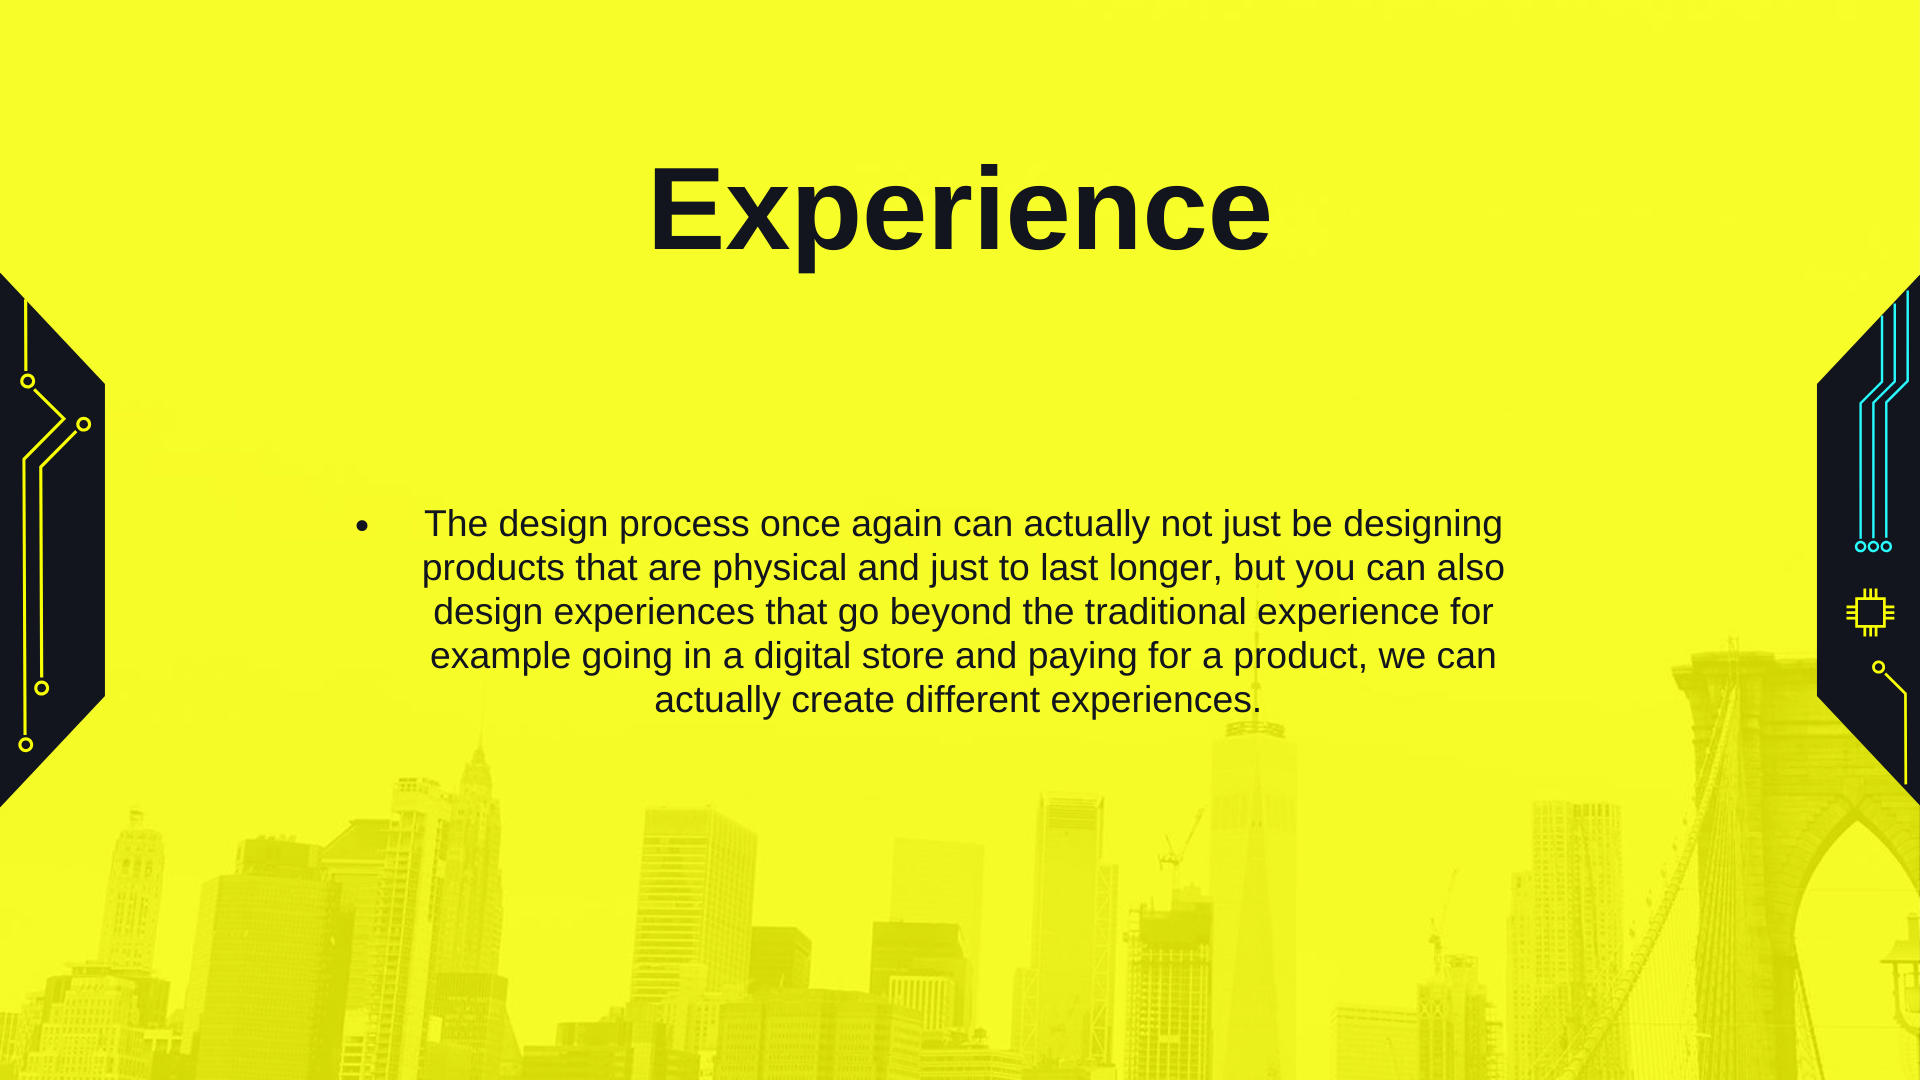 Experience
• The design process once again can actually not just be designing
products that are physical and just to last longer, but you can also
design experiences that go beyond the traditional experience for
example going in a digital store and paying for a product, we can
actually create different experiences.